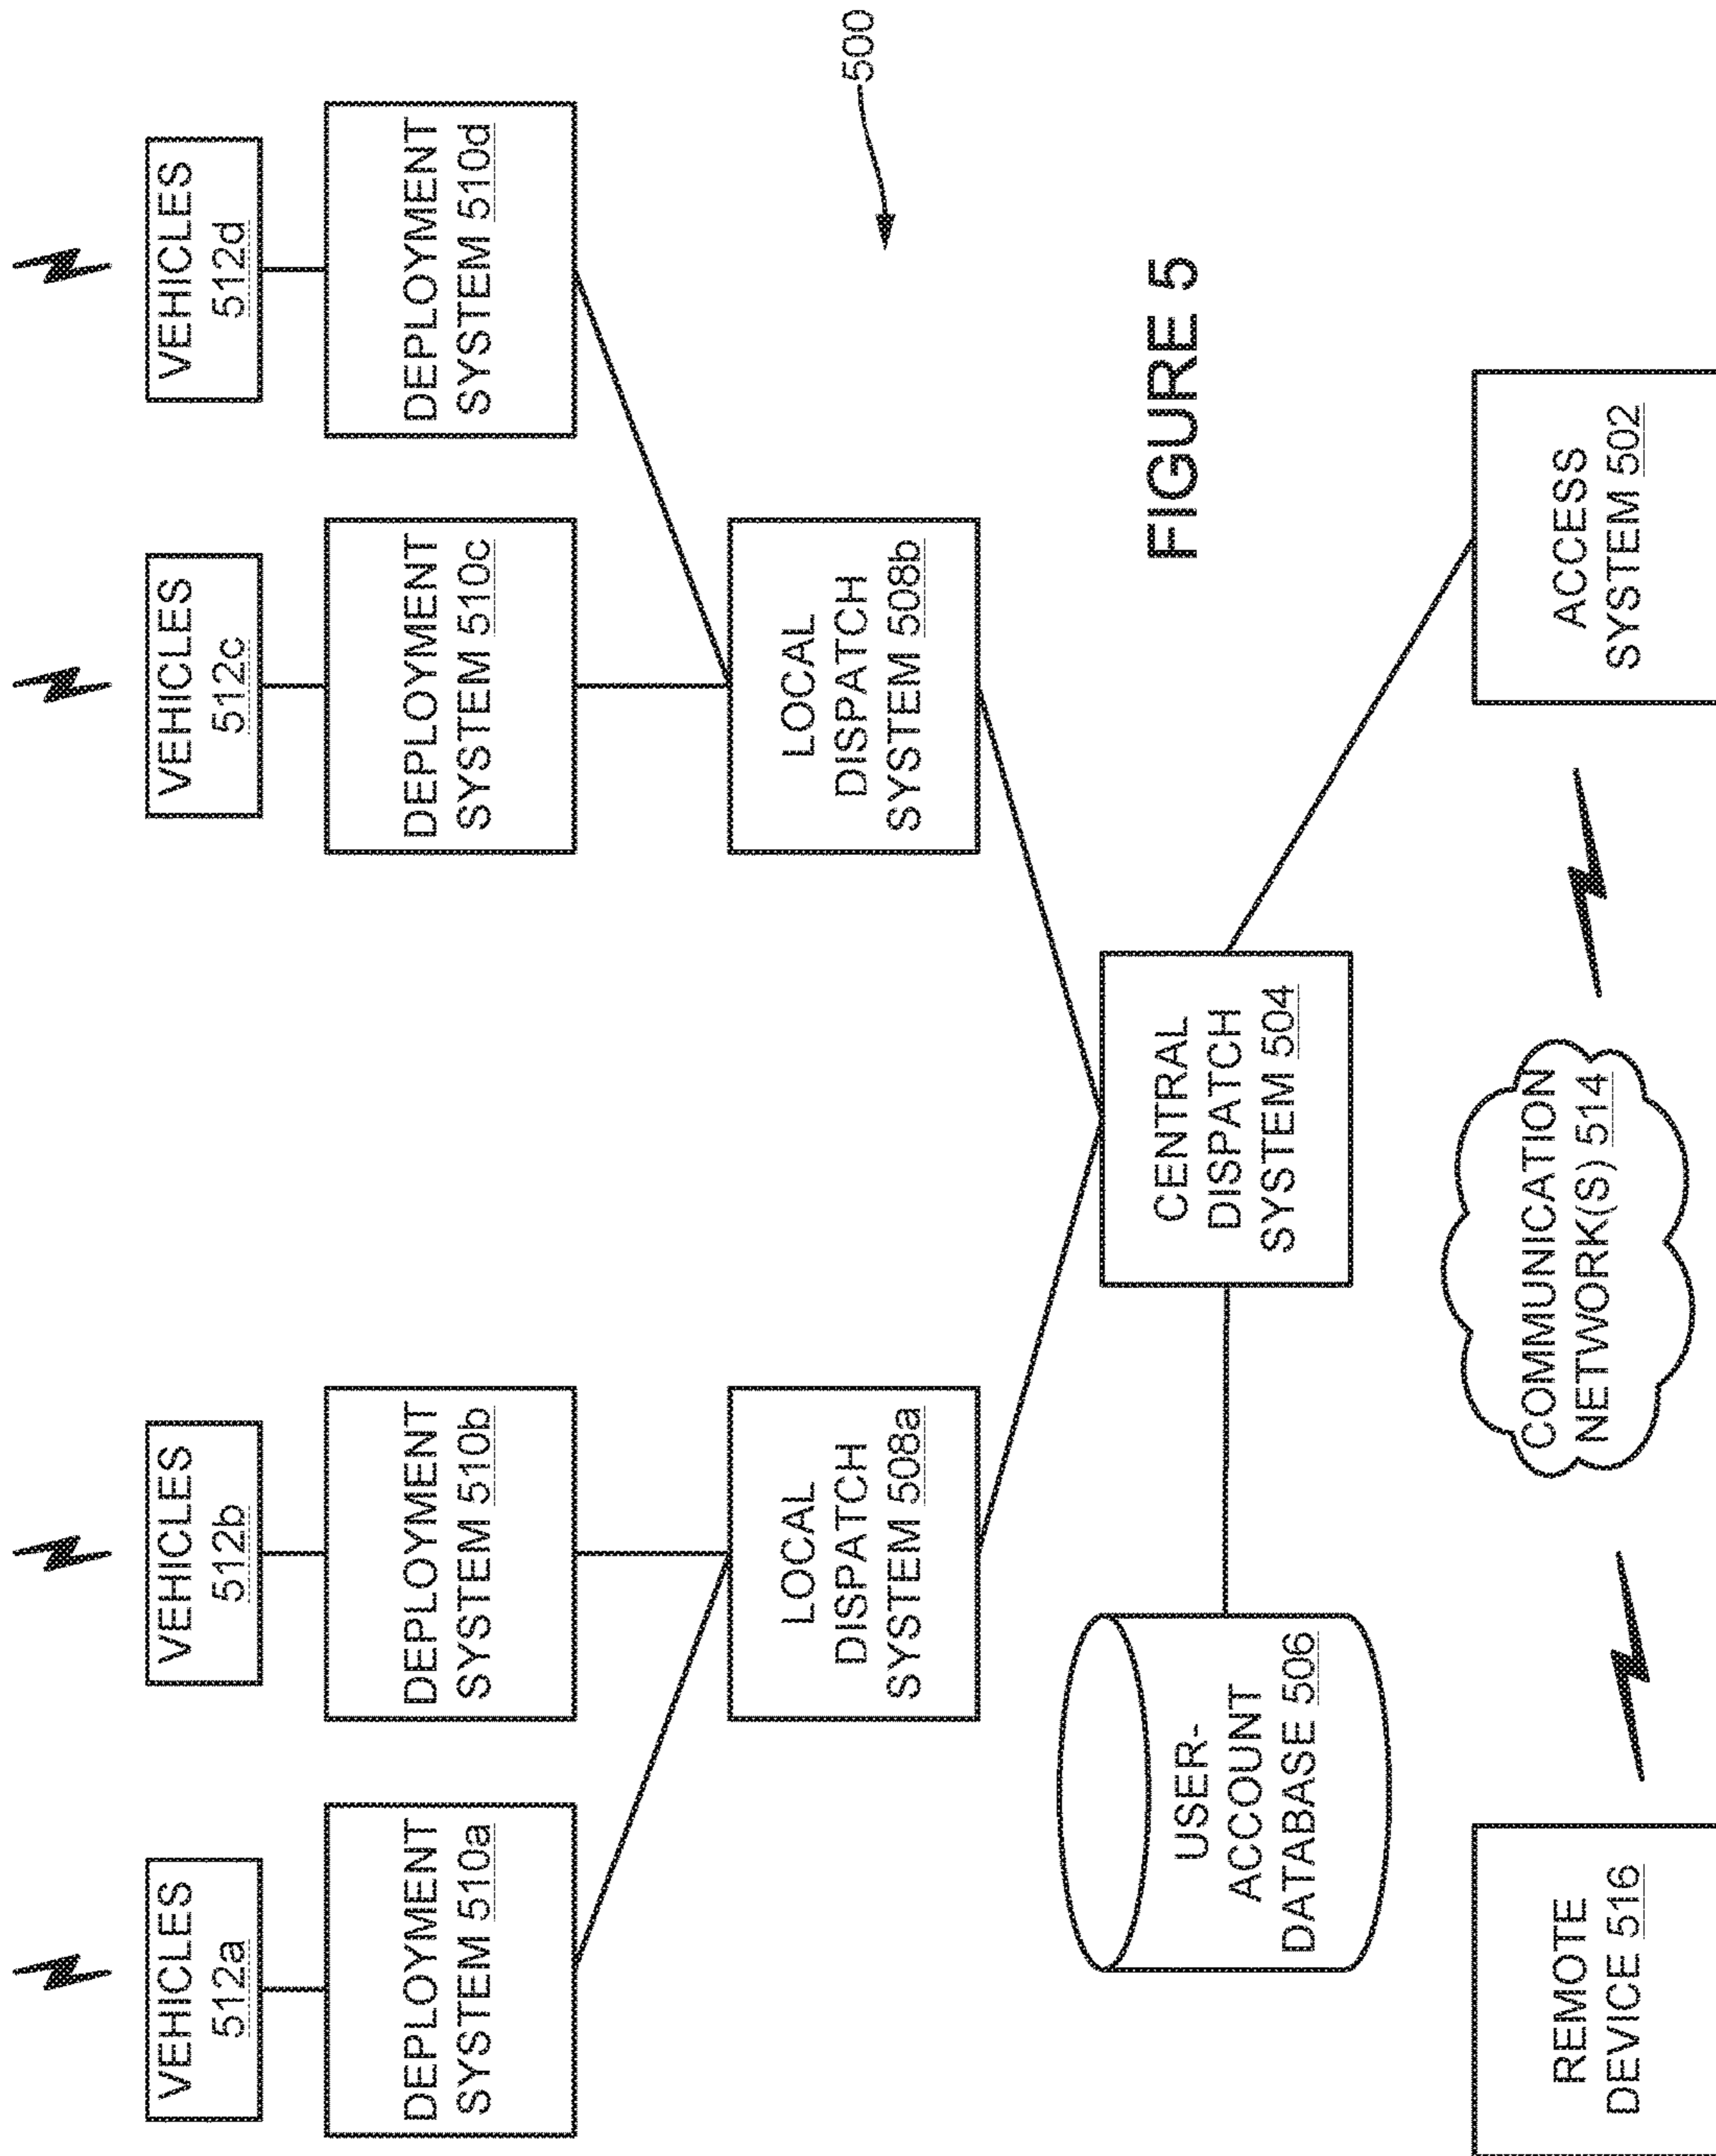 VEHICLES
512a
VEHICLES
512b
VEHICLES
512c
VEHICLES
512d
DEPLOYMENT
SYSTEM 510a
DEPLOYMENT
SYSTEM 510b
DEPLOYMENT
SYSTEM 510c
DEPLOYMENT
SYSTEM 510d
LOCAL
DISPATCH
SYSTEM 508a
LOCAL
DISPATCH
SYSTEM 508b
500
USER-
ACCOUNT
DATABASE 506
CENTRAL
DISPATCH
SYSTEM 504
FIGURE 5
REMOTE
DEVICE 516
COMMUNICATION
NETWORK(S) 514
ACCESS
SYSTEM 502